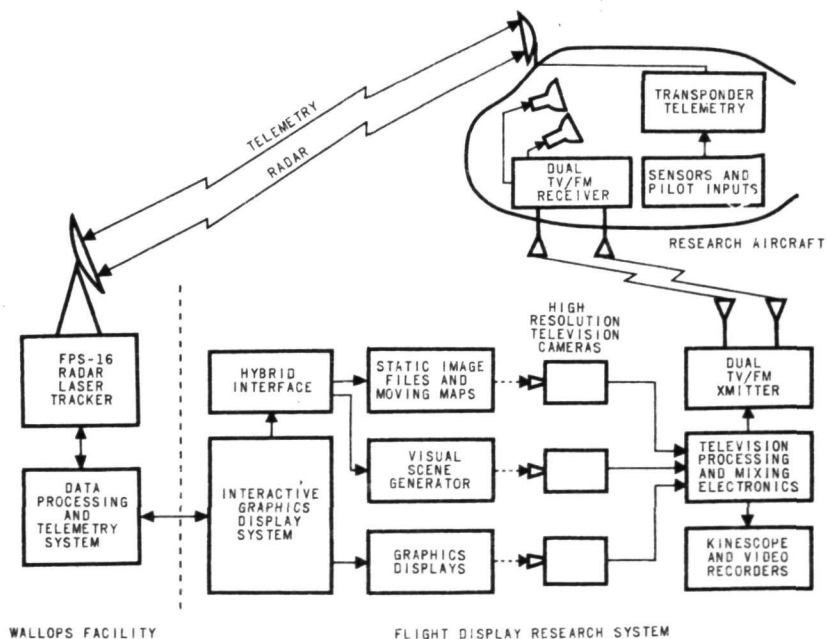 TELEMETRY
RADAR
TRANSPONDER
TELEMETRY
DUAL
TV/FM
RECEIVER
SENSORS AND
PILOT INPUTS
RESEARCH AIRCRAFT
FPS-16
RADAR
LASER
TRACKER
HYBRID
INTERFACE
STATIC IMAGE
FILES AND
MOVING MAPS
HIGH
RESOLUTION
TELEVISION
CAMERAS
DUAL
TV/FM
XMITTER
DATA
PROCESSING
AND
TELEMETRY
SYSTEM
INTERACTIVE
GRAPHICS
DISPLAY
SYSTEM
VISUAL
SCENE
GENERATOR
TELEVISION
PROCESSING
AND MIXING
ELECTRONICS
GRAPHICS
DISPLAYS
KINESCOPE
AND VIDEO
RECORDERS
WALLOPS FACILITY
FLIGHT DISPLAY RESEARCH SYSTEM